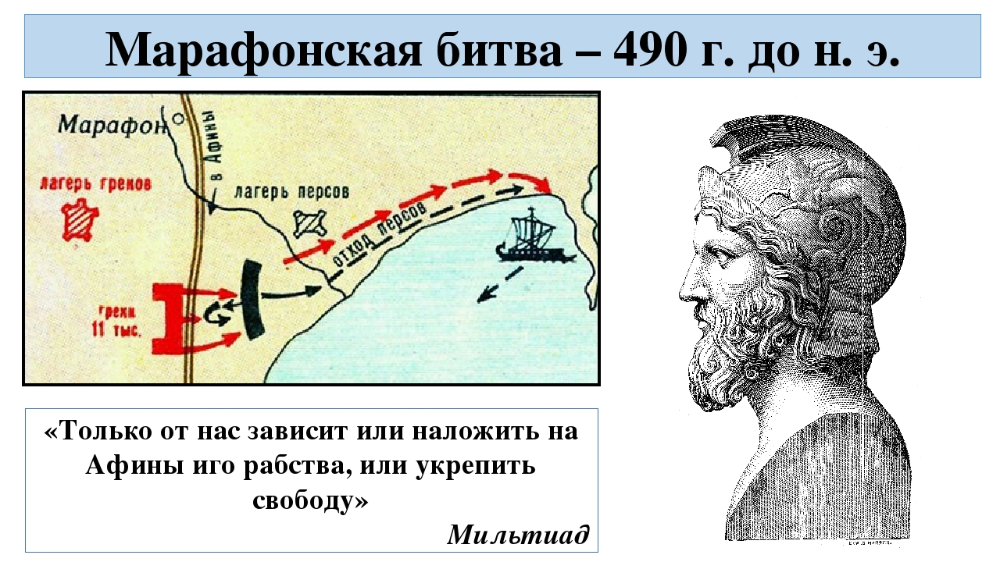 Марафонская битва – 490 г. до н. э.
Марафон
в Афины
лагерь греков
лагерь персов
отход персов
греки
11 тыс.
«Только от нас зависит или наложить на
Афины иго рабства, или укрепить
свободу»
Мильтиад